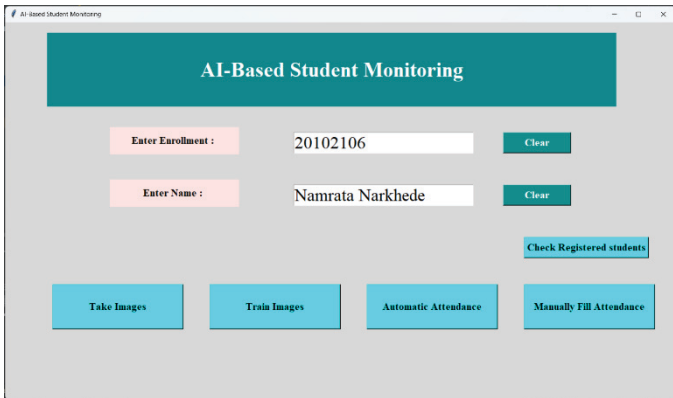 AI-Based Student Monitoring
AI-Based Student Monitoring
Enter Enrollment : 20102106 Clear
Enter Name : Namrata Narkhede Clear
Check Registered students
Take Images Train Images Automatic Attendance Manually Fill Attendance